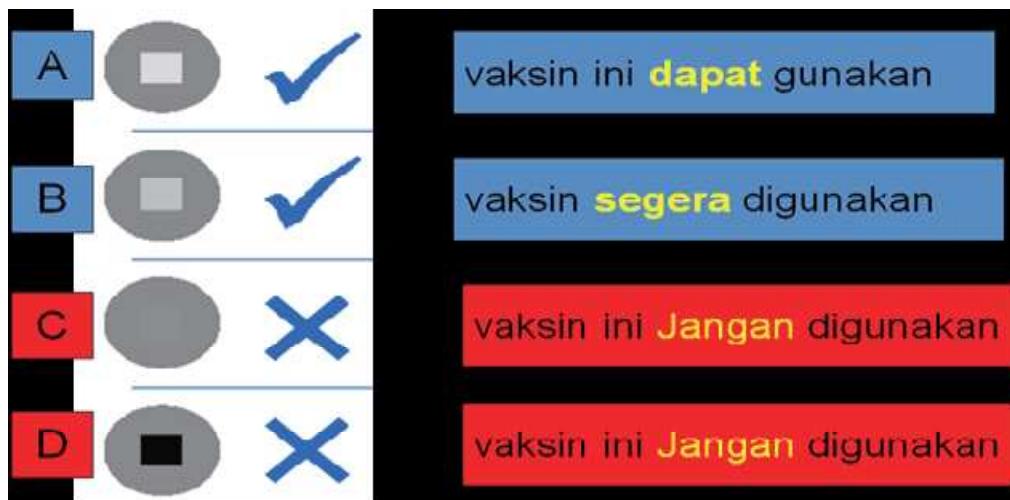 A
vaksin ini dapat gunakan
B
vaksin segera digunakan
C
vaksin ini Jangan digunakan
D
vaksin ini Jangan digunakan